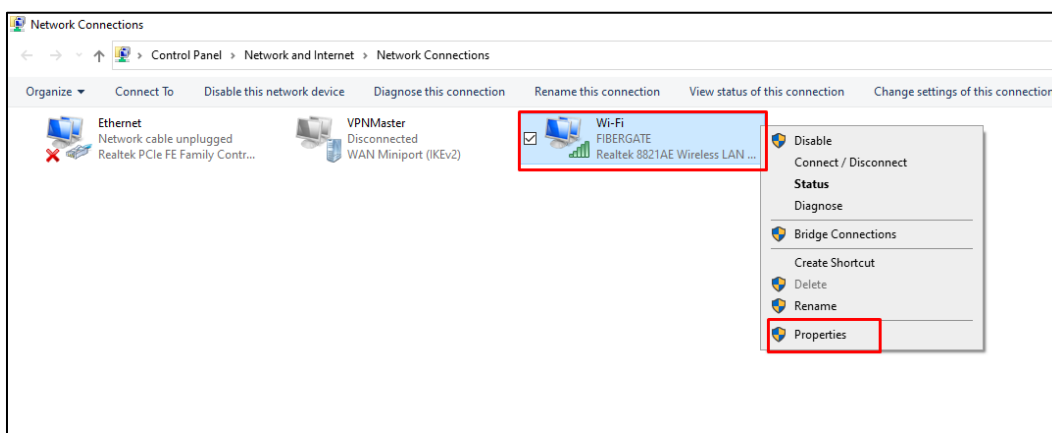 Network Connections
Control Panel > Network and Internet > Network Connections
Organize Connect To Disable this network device Diagnose this connection Rename this connection View status of this connection Change settings of this connection
Ethernet
Network cable unplugged
Realtek PCIe FE Family Contr...
VPNMaster
Disconnected
WAN Miniport (IKEv2)
Wi-Fi
FIBERGATE
Realtek 8821AE Wireless LAN ...
Disable
Connect / Disconnect
Status
Diagnose
Bridge Connections
Create Shortcut
Delete
Rename
Properties